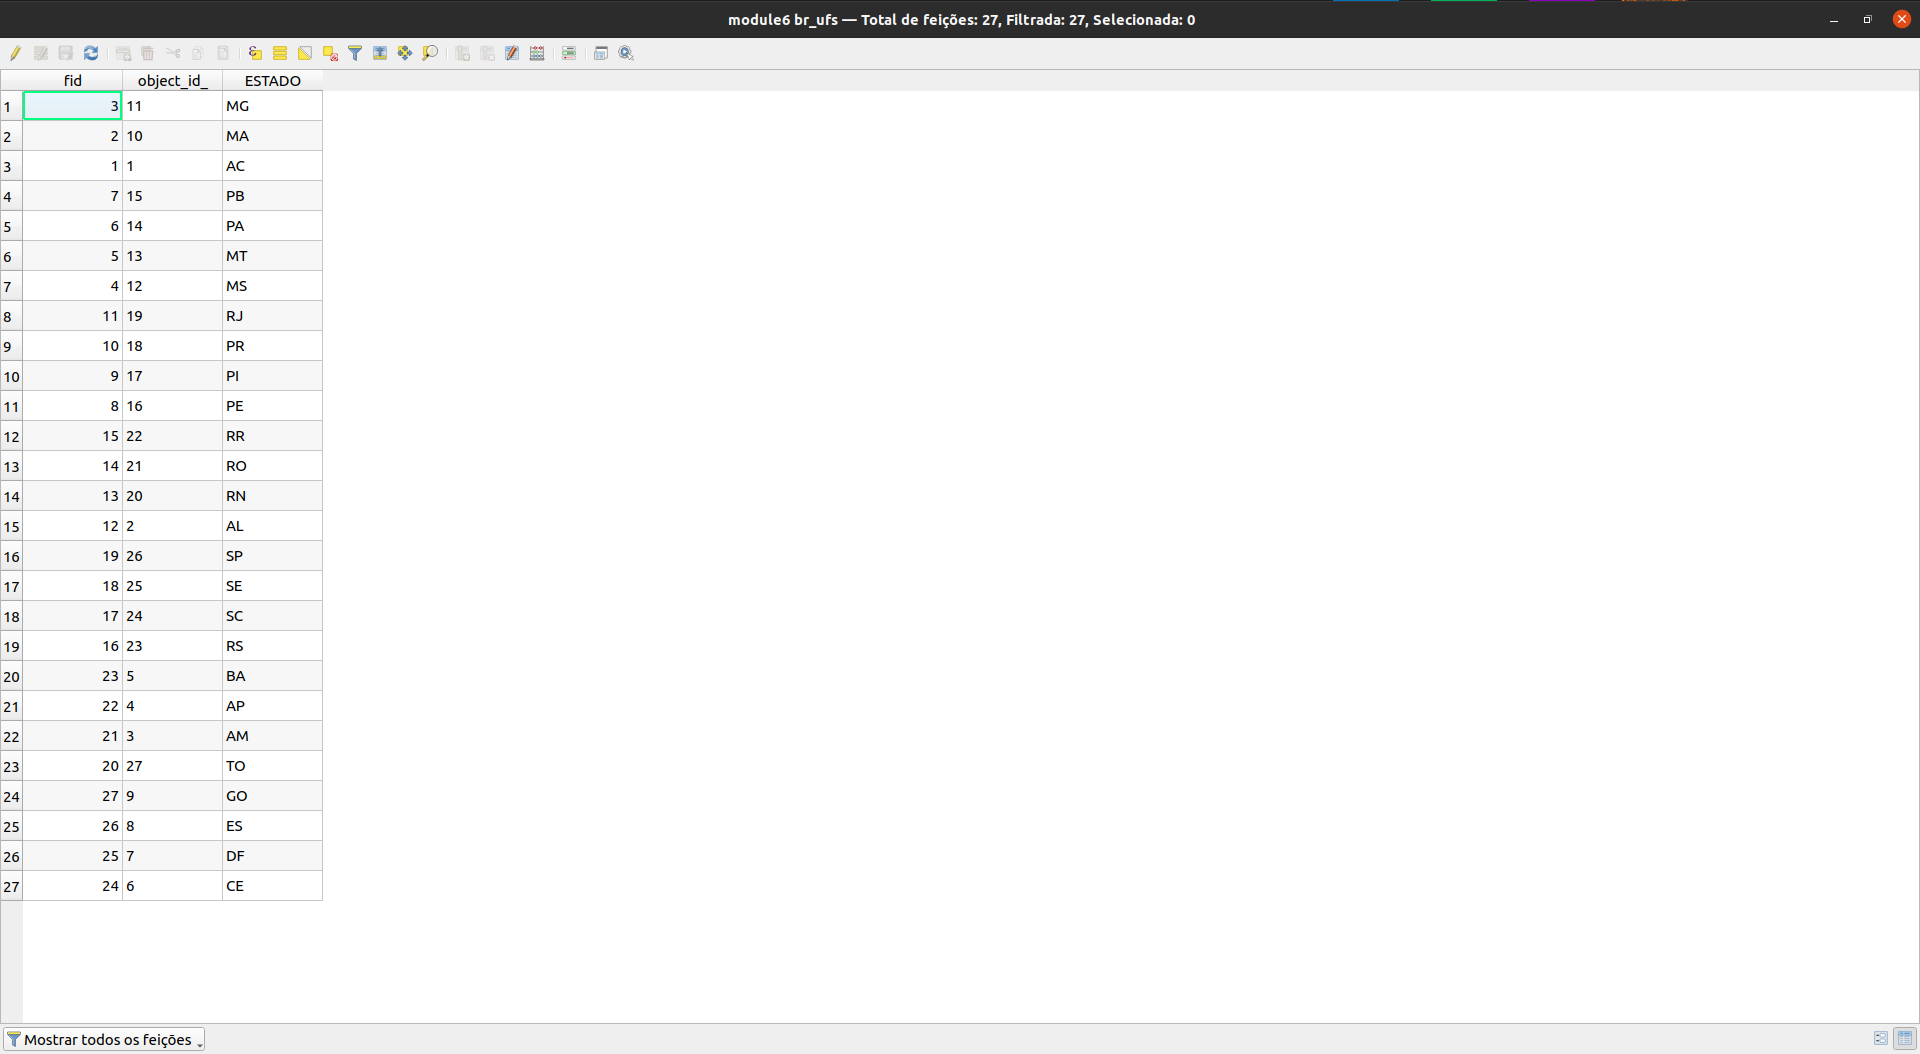 module6 br_ufs — Total de feições: 27, Filtrada: 27, Selecionada: 0
fid object_id_ ESTADO
1 3 11 MG
2 2 10 MA
3 1 1 AC
4 7 15 PB
5 6 14 PA
6 5 13 MT
7 4 12 MS
8 11 19 RJ
9 10 18 PR
10 9 17 PI
11 8 16 PE
12 15 22 RR
13 14 21 RO
14 13 20 RN
15 12 2 AL
16 19 26 SP
17 18 25 SE
18 17 24 SC
19 16 23 RS
20 23 5 BA
21 22 4 AP
22 21 3 AM
23 20 27 TO
24 27 9 GO
25 26 8 ES
26 25 7 DF
27 24 6 CE
Mostrar todos os feições